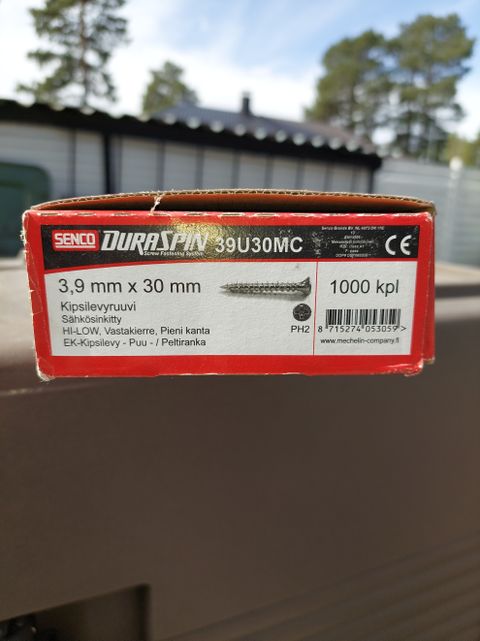 SENCO DURASPIN 39U30MC
Screw Fastening System
CE
3,9 mm x 30 mm
1000 kpl
Kipsilevyruuvi
Sähkösinkitty
HI-LOW, Vastakierre, Pieni kanta
EK-Kipsilevy - Puu - / Peltiranka
PH2
8 715274 053059 >
www.mechelin-company.fi